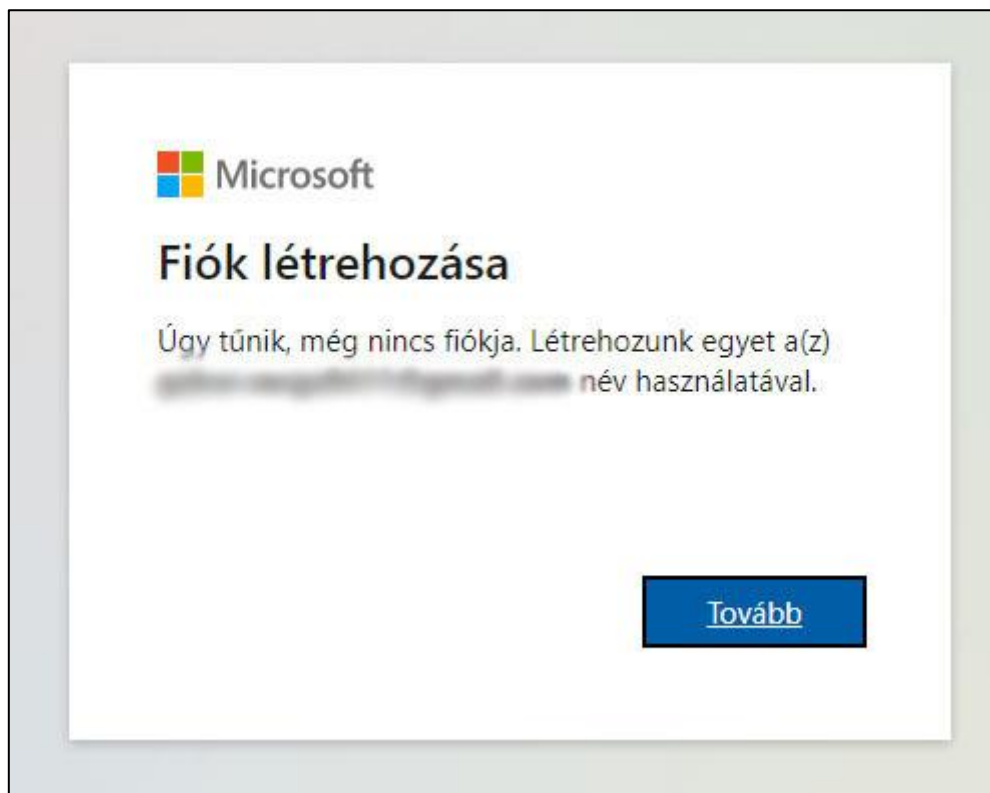 Microsoft
Fiók létrehozása
Úgy tűnik, még nincs fiókja. Létrehozunk egyet a(z)
név használatával.
Tovább